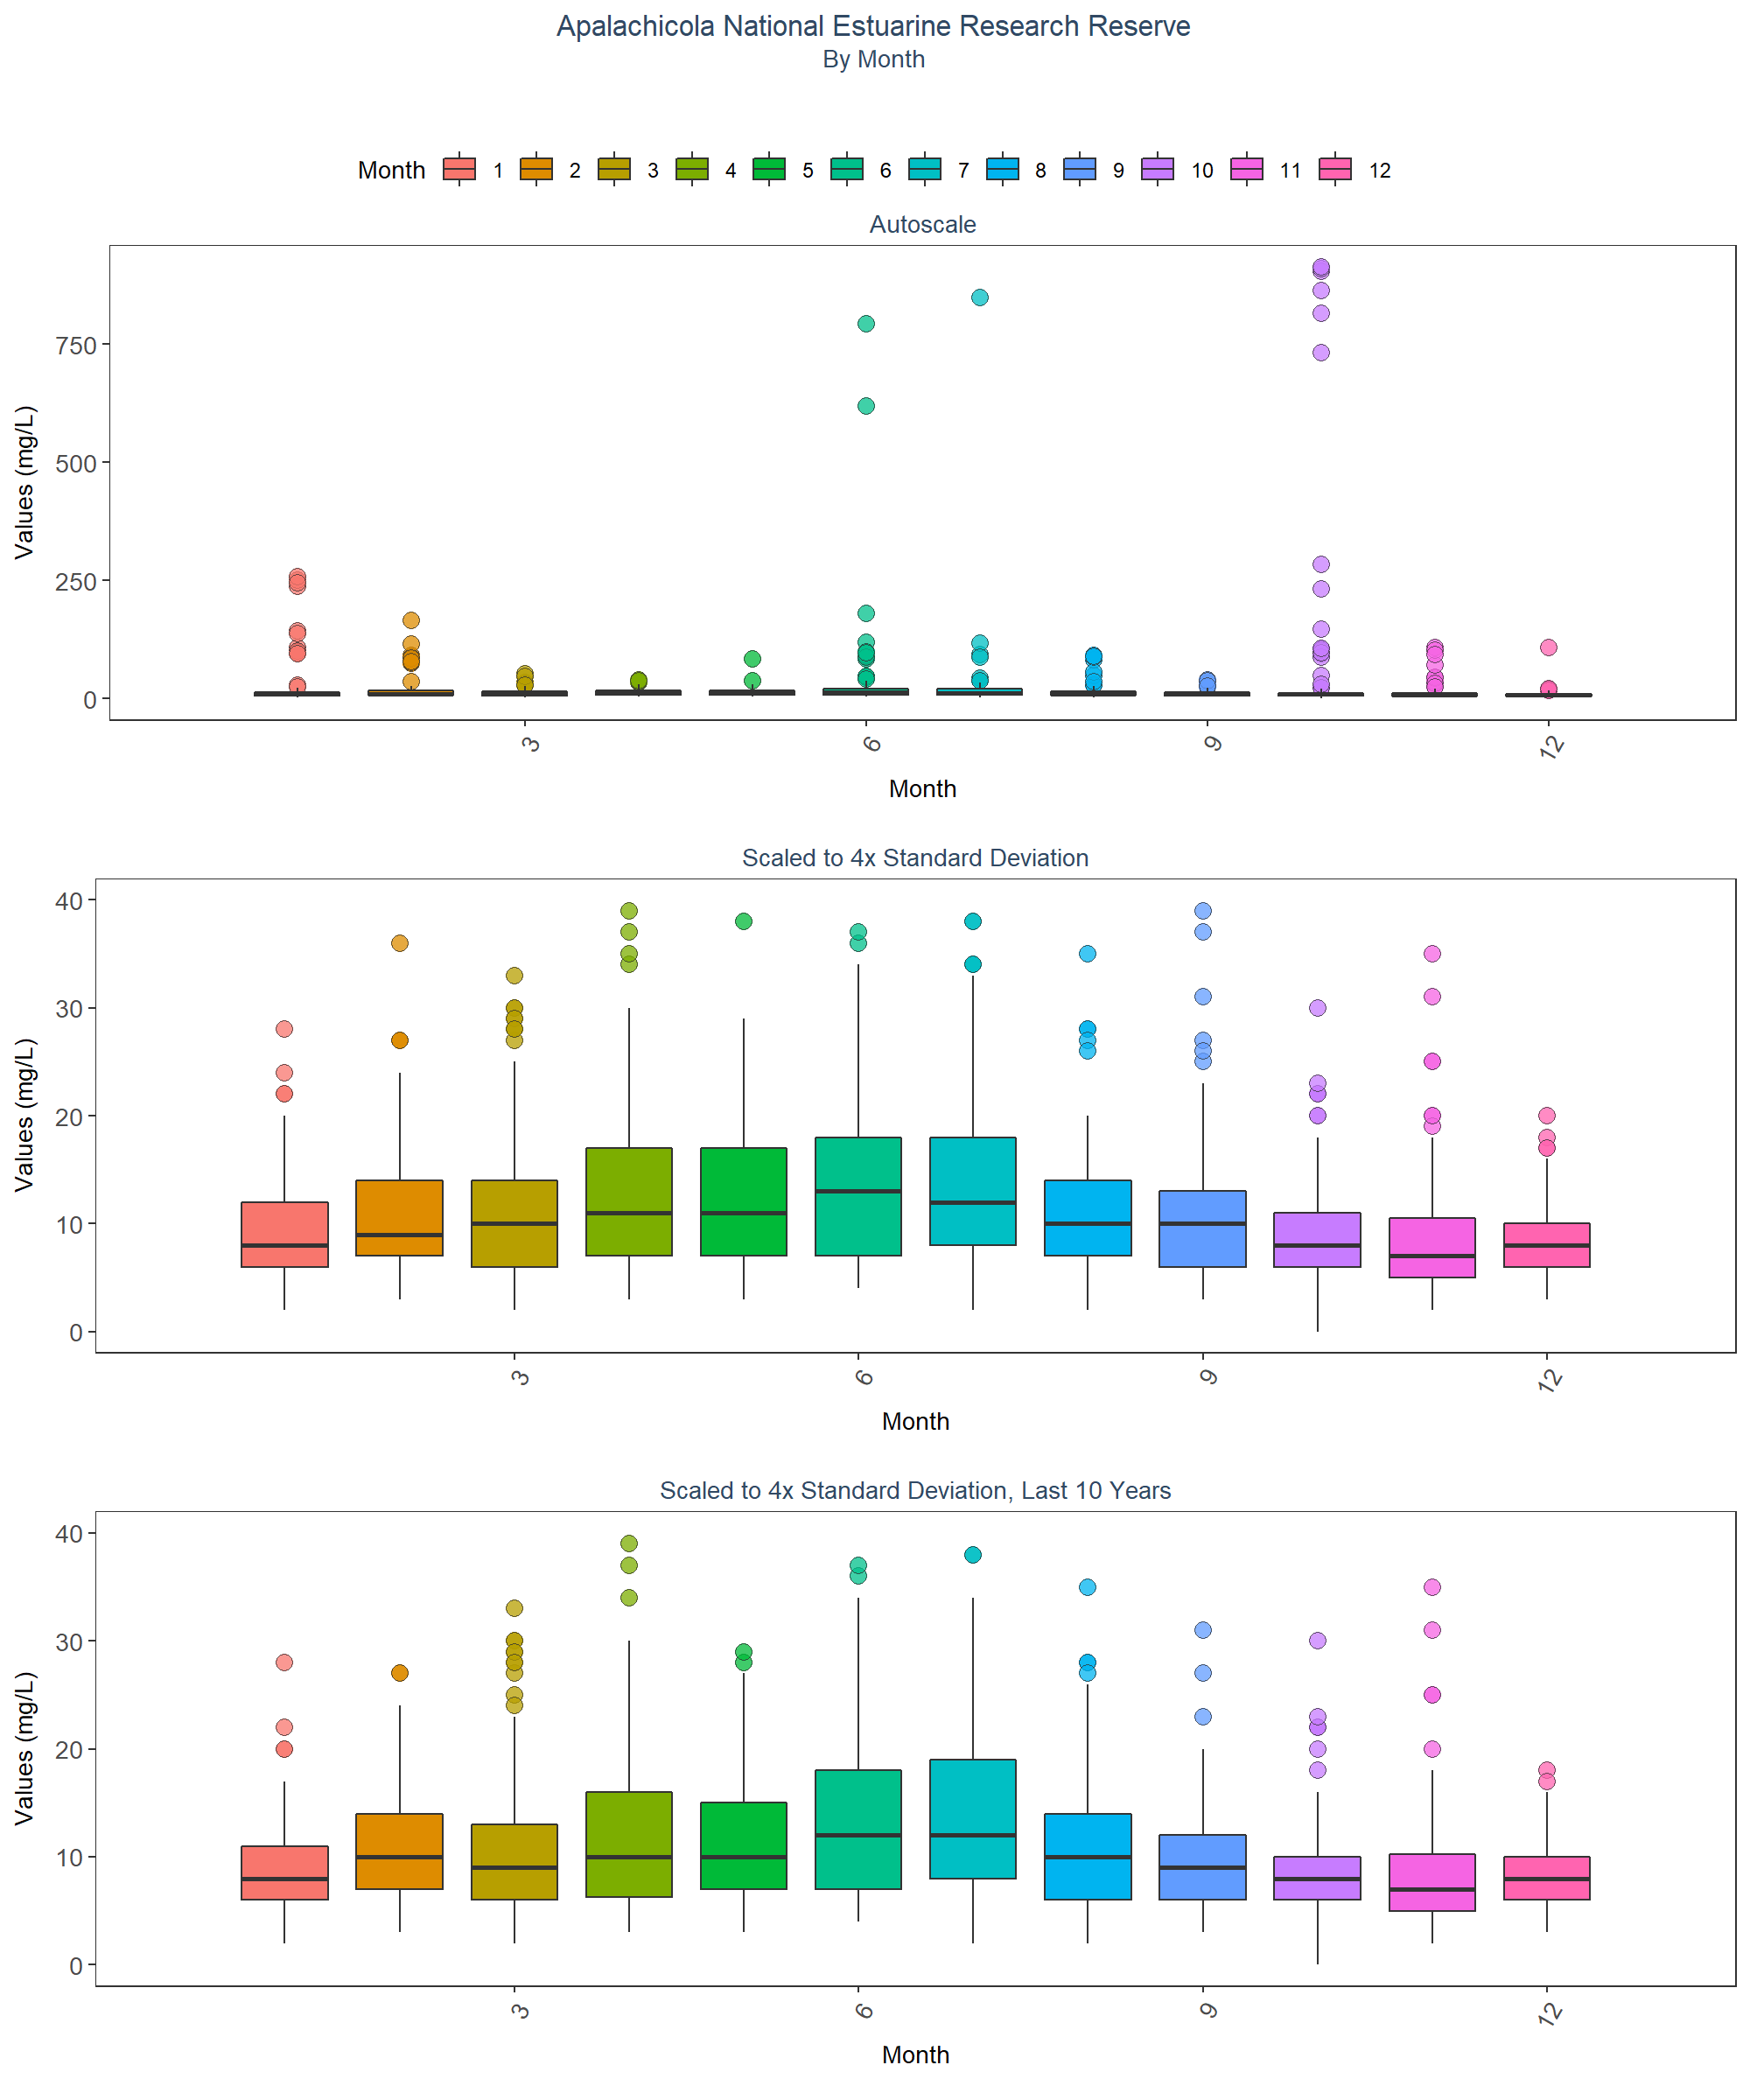 Apalachicola National Estuarine Research Reserve
By Month
Month 1 2 3 4 5 6 7 8 9 10 11 12
Autoscale
Values (mg/L)
750
500
250
0
3 6 9 12
Month
Scaled to 4x Standard Deviation
Values (mg/L)
40
30
20
10
0
3 6 9 12
Month
Scaled to 4x Standard Deviation, Last 10 Years
Values (mg/L)
40
30
20
10
0
3 6 9 12
Month